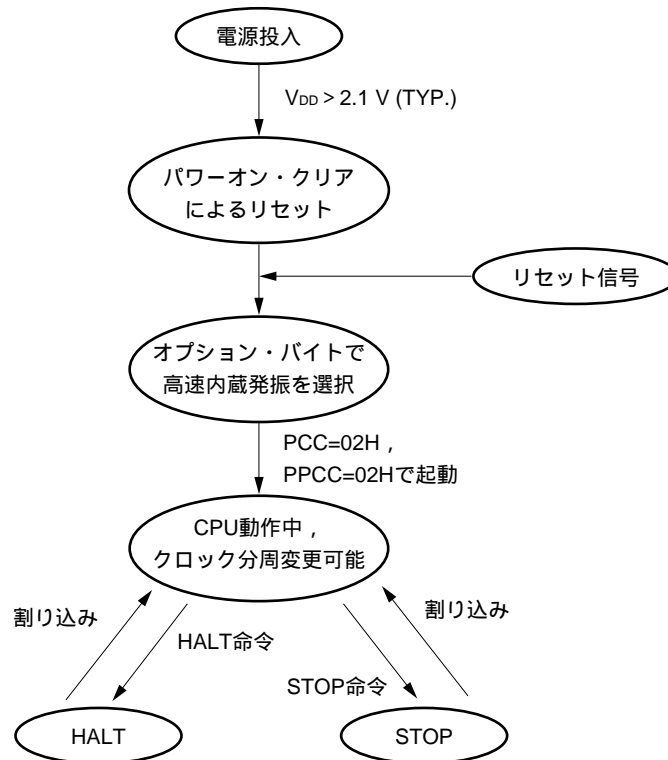 電源投入
VDD > 2.1 V (TYP.)
パワーオン・クリア
によるリセット
リセット信号
オプション・バイトで
高速内蔵発振を選択
PCC=02H ,
PPCC=02Hで起動
CPU動作中 ,
クロック分周変更可能
割り込み
割り込み
HALT命令
STOP命令
HALT
STOP